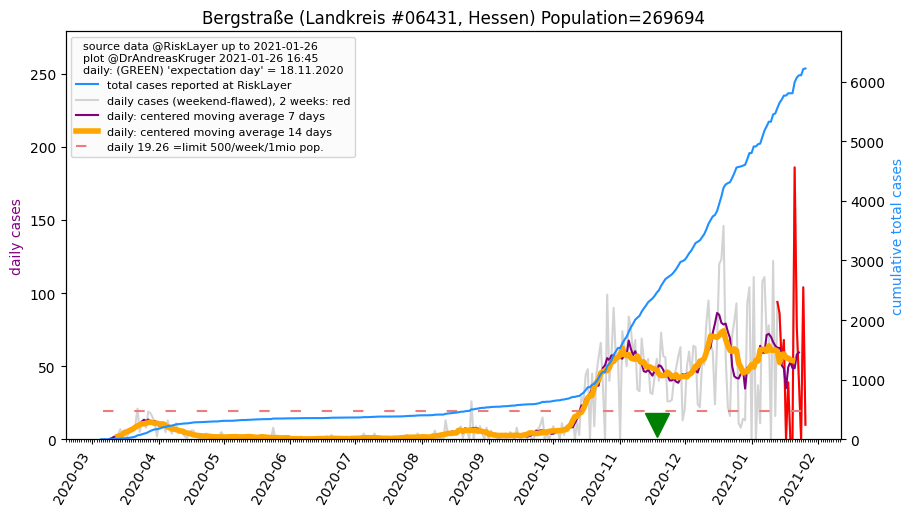 Bergstraße (Landkreis #06431, Hessen) Population=269694
source data @RiskLayer up to 2021-01-26
plot @DrAndreasKruger 2021-01-26 16:45
daily: (GREEN) 'expectation day' = 18.11.2020
total cases reported at RiskLayer
daily cases (weekend-flawed), 2 weeks: red
daily: centered moving average 7 days
daily: centered moving average 14 days
daily 19.26 =limit 500/week/1mio pop.
daily cases
250
200
150
100
50
0
cumulative total cases
6000
5000
4000
3000
2000
1000
0
2020-03
2020-04
2020-05
2020-06
2020-07
2020-08
2020-09
2020-10
2020-11
2020-12
2021-01
2021-02